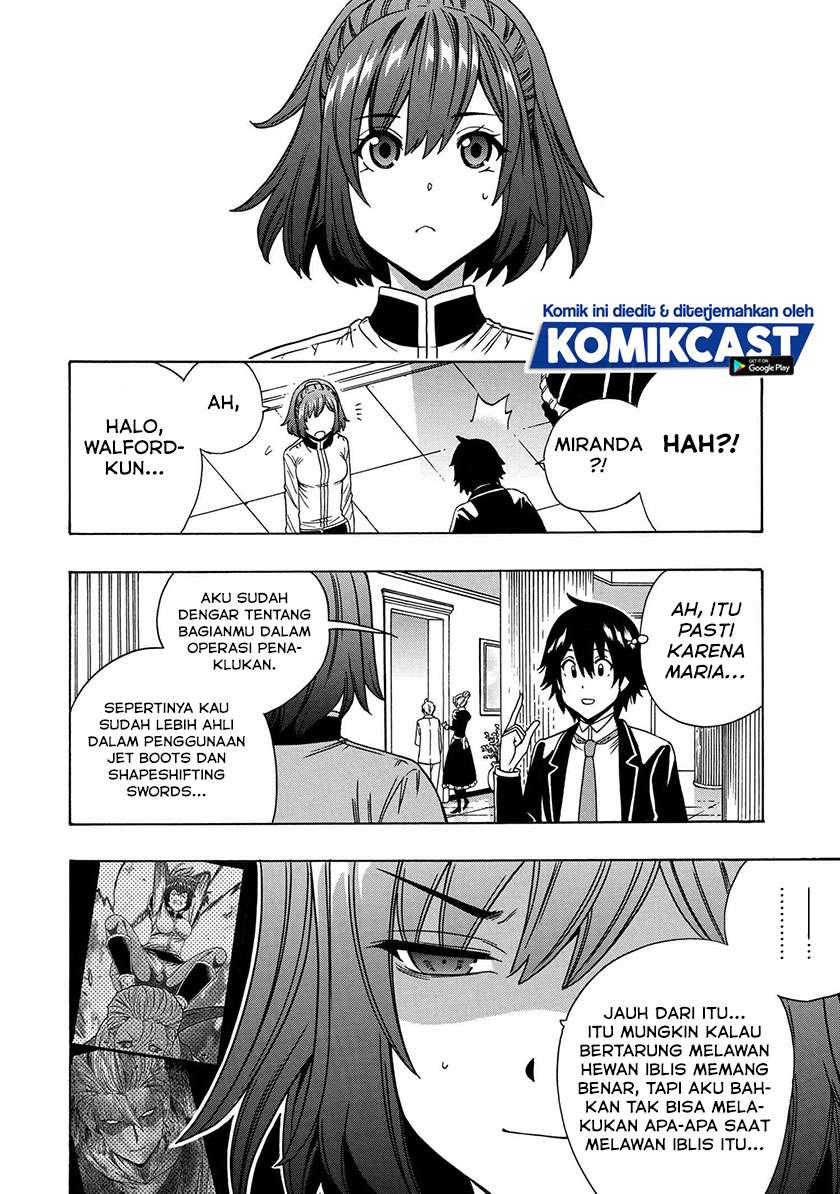 Komik ini diedit & diterjemahkan oleh
KOMIKCAST
GET IT ON
Google Play
HAH?!
MIRANDA
?!
AH,
HALO,
WALFORD-
KUN...
AH, ITU
PASTI
KARENA
MARIA...
AKU SUDAH
DENGAR TENTANG
BAGIANMU DALAM
OPERASI PENA-
KLUKAN.
SEPERTINYA KAU
SUDAH LEBIH AHLI
DALAM PENGGUNAAN
JET BOOTS DAN
SHAPESHIFTING
SWORDS...
JAUH DARI ITU...
ITU MUNGKIN KALAU
BERTARUNG MELAWAN
HEWAN IBLIS MEMANG
BENAR, TAPI AKU BAH-
KAN TAK BISA MELA-
KUKAN APA-APA SAAT
MELAWAN IBLIS ITU...